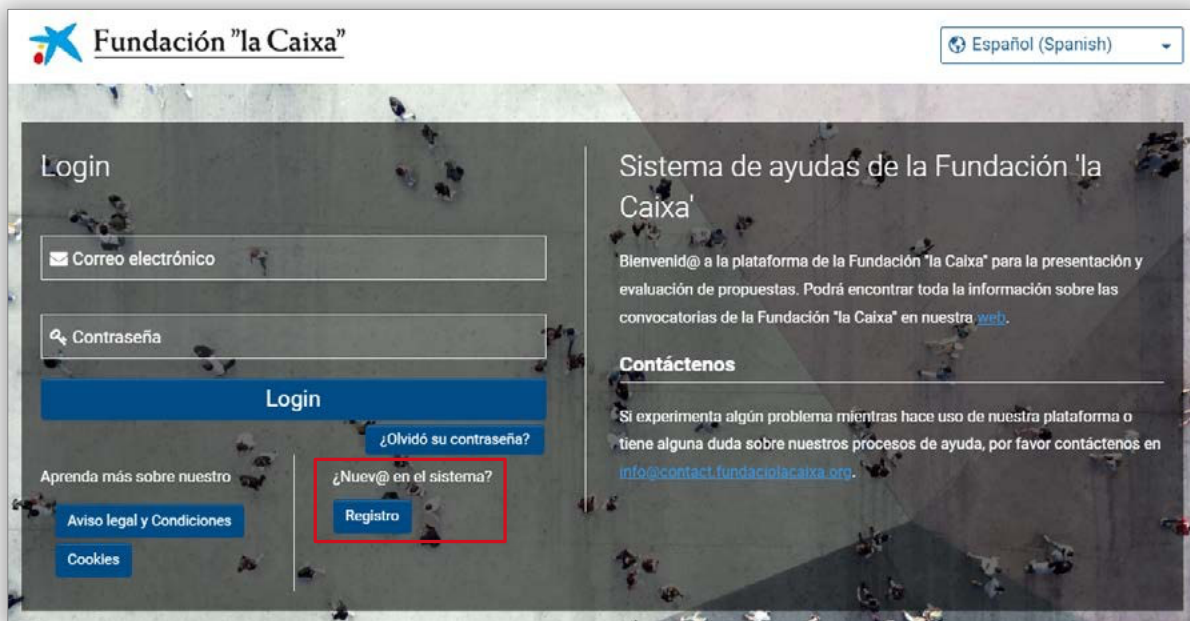 Fundación "la Caixa"
Español (Spanish)
Login
Correo electrónico
Contraseña
Login
¿Olvidó su contraseña?
Aprenda más sobre nuestro
Aviso legal y Condiciones
Cookies
¿Nuev@ en el sistema?
Registro
Sistema de ayudas de la Fundación 'la
Caixa'
Bienvenid@ a la plataforma de la Fundación "la Caixa" para la presentación y
evaluación de propuestas. Podrá encontrar toda la información sobre las
convocatorias de la Fundación "la Caixa" en nuestra web.
Contáctenos
Si experimenta algún problema mientras hace uso de nuestra plataforma o
tiene alguna duda sobre nuestros procesos de ayuda, por favor contáctenos en
info@contact.fundaciolacaixa.org.